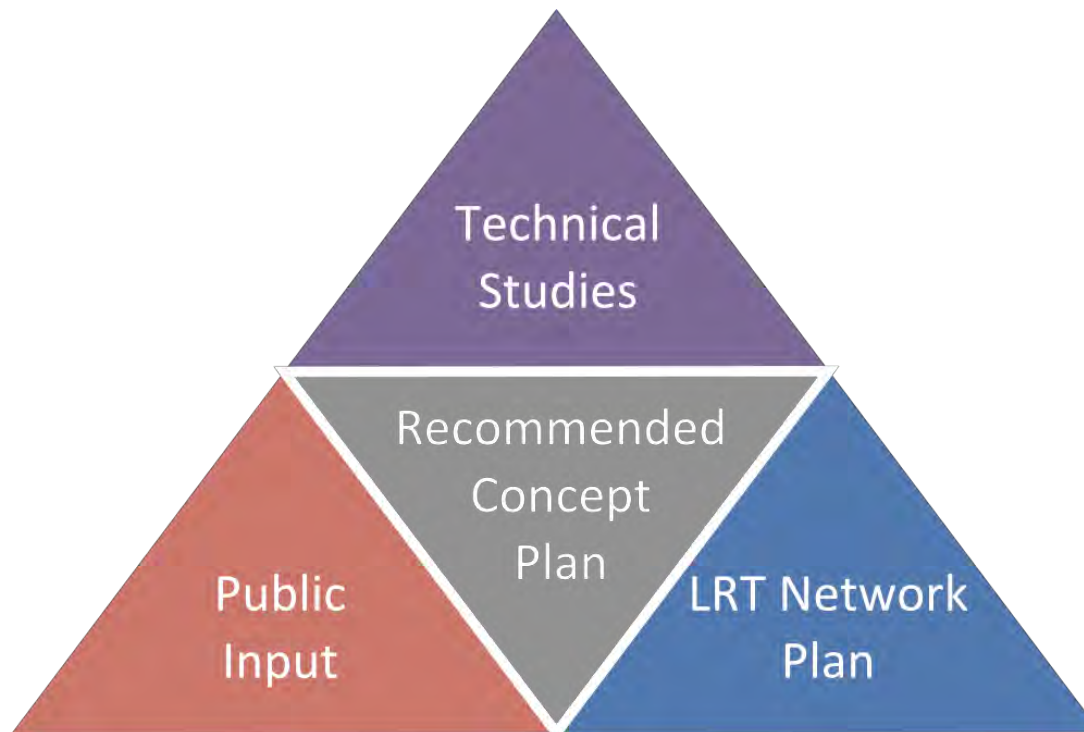 Technical
Studies
Recommended
Concept
Plan
Public
Input
LRT Network
Plan